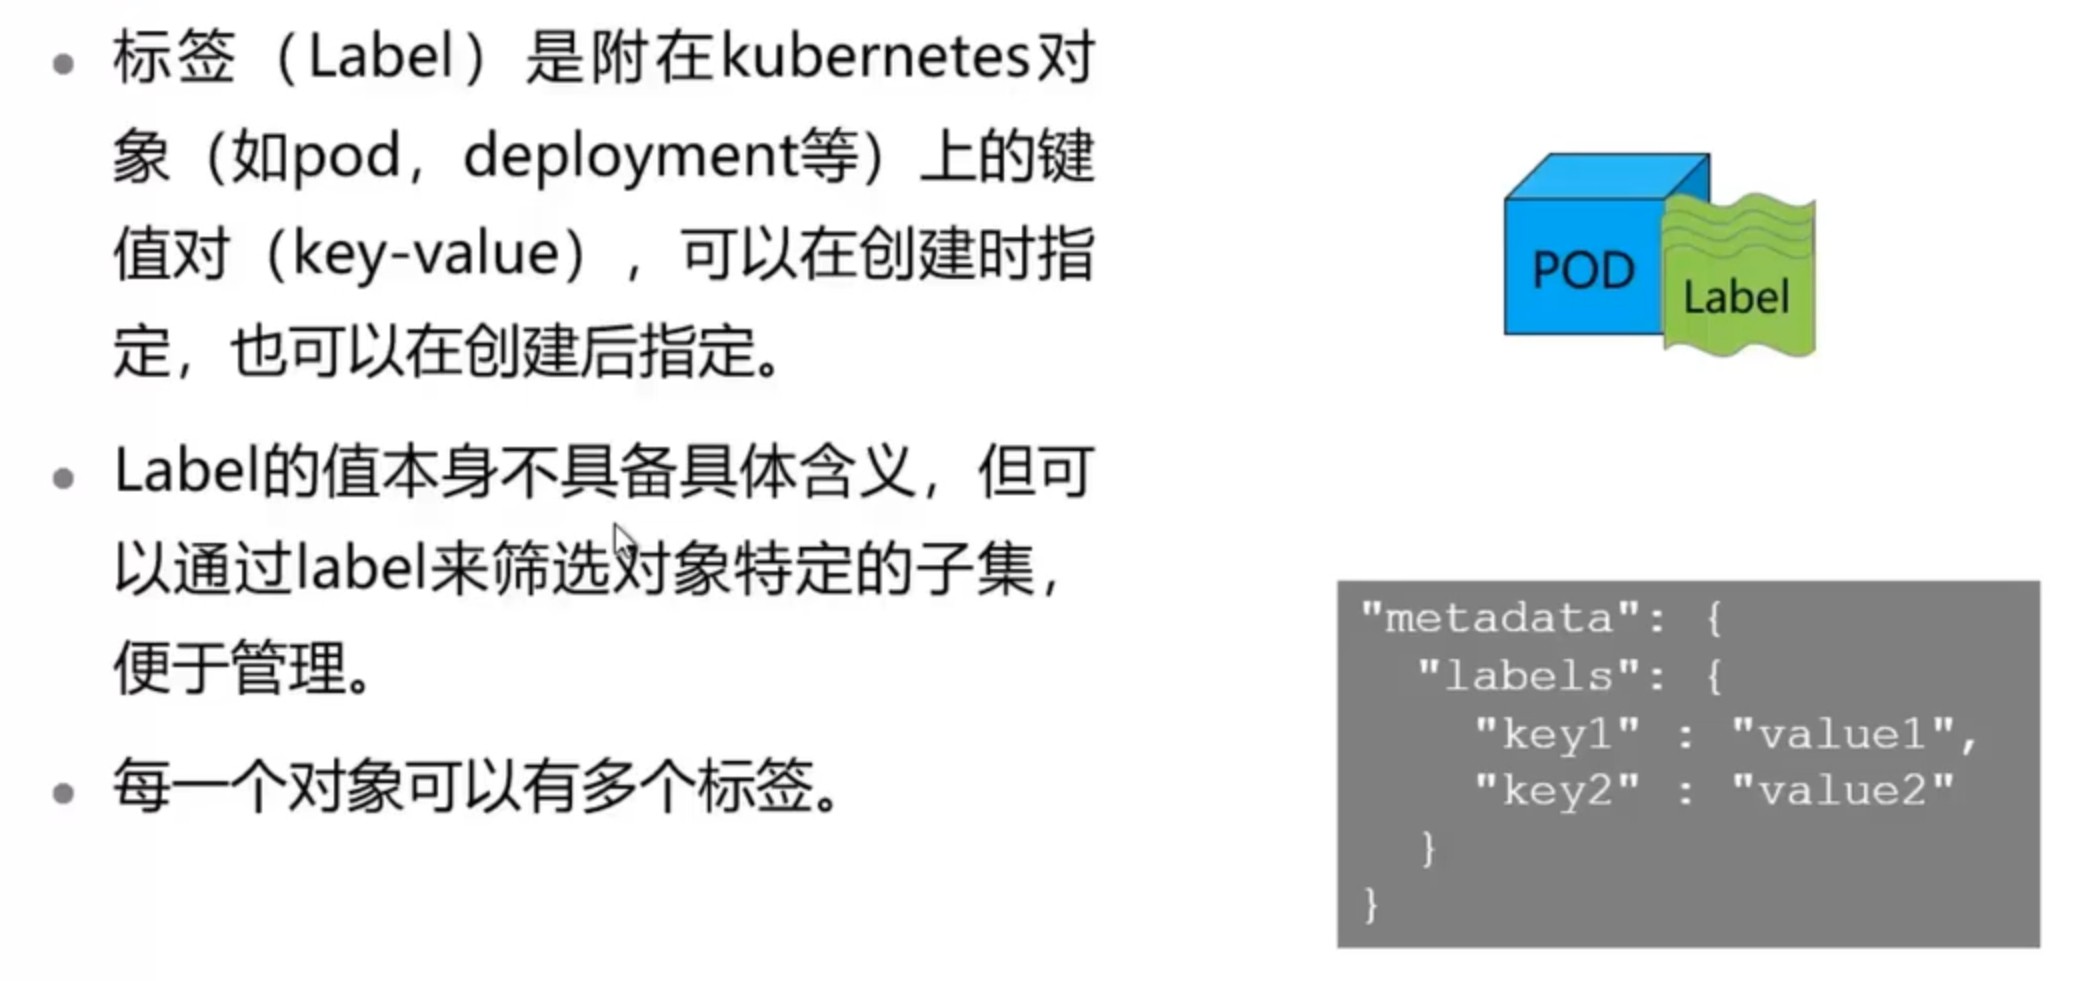 标签（Label）是附在kubernetes对
象（如pod，deployment等）上的键
值对（key-value），可以在创建时指
定，也可以在创建后指定。
Label的值本身不具备具体含义，但可
以通过label来筛选对象特定的子集，
便于管理。
每一个对象可以有多个标签。
POD
Label
"metadata": {
"labels": {
"key1" : "value1",
"key2" : "value2"
}
}